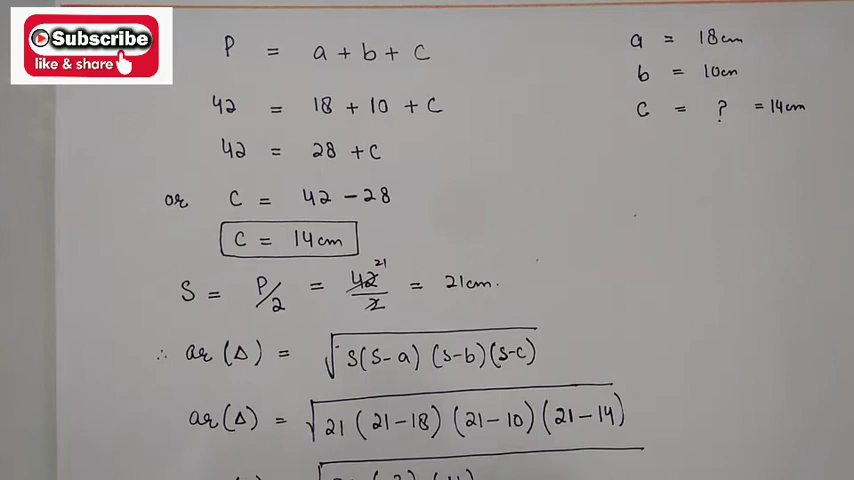 Subscribe
like & share
P = a + b + c
a = 18cm
b = 10cm
c = ? = 14cm
42 = 18 + 10 + c
42 = 28 + c
or c = 42 - 28
c = 14cm
S = P/2 = 42/2 = 21cm.
21
∴ ar (Δ) = √S(S-a) (s-b)(s-c)
ar(Δ) = √21 (21-18) (21-10) (21-14)